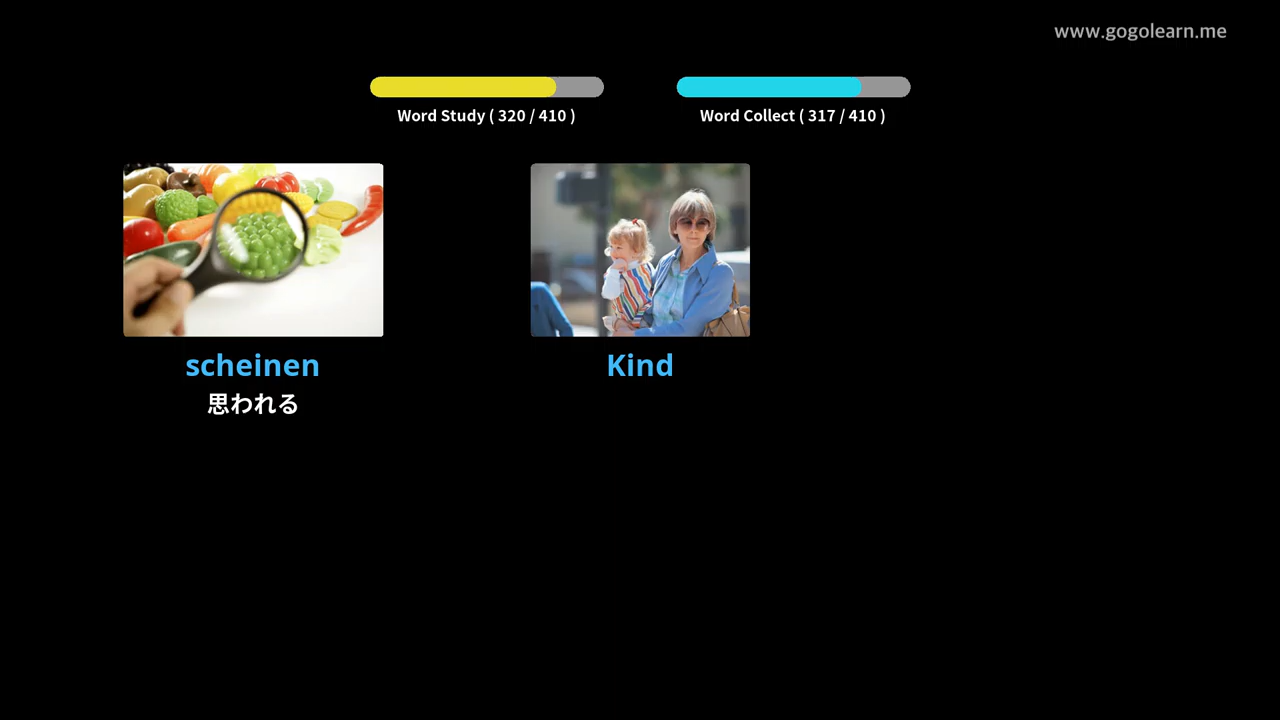 www.gogolearn.me
Word Study ( 320 / 410 )
Word Collect ( 317 / 410 )
scheinen
思われる
Kind